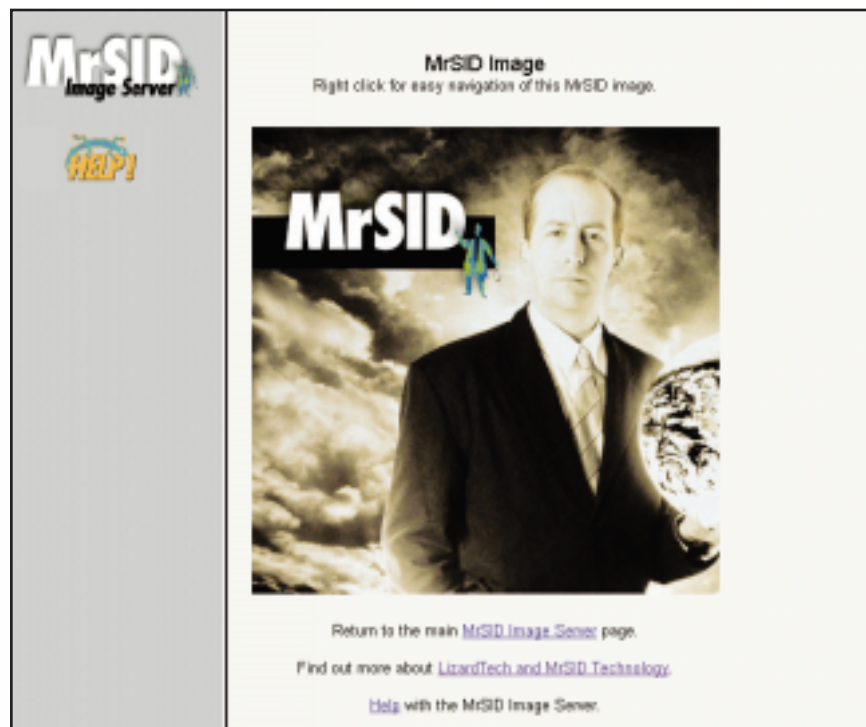 MrSID
Image Server
HELP!
MrSID Image
Right click for easy navigation of this MrSID image.
MrSID
Return to the main MrSID Image Server page.
Find out more about LizardTech and MrSID Technology.
Help with the MrSID Image Server.